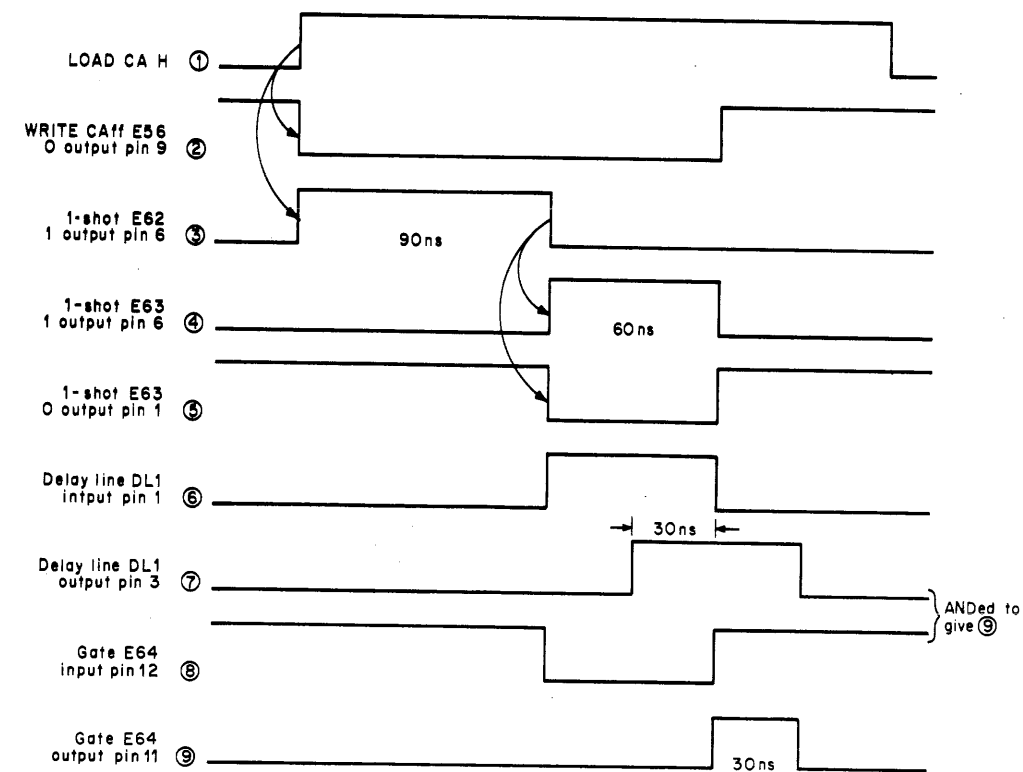 LOAD CA H ①
WRITE CAff E56
0 output pin 9 ②
1-shot E62
1 output pin 6 ③
90ns
1-shot E63
1 output pin 6 ④
60ns
1-shot E63
0 output pin 1 ⑤
Delay line DL1
intput pin 1 ⑥
30ns
Delay line DL1
output pin 3 ⑦
ANDed to
give ⑨
Gate E64
input pin 12 ⑧
Gate E64
output pin 11 ⑨
30ns